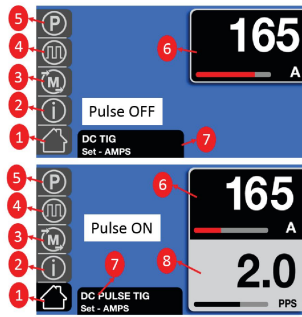 5
P
4
3
M
2
i
1
6
165
A
Pulse OFF
DC TIG
Set - AMPS
7
5
P
4
3
M
2
i
1
6
165
A
Pulse ON
7
8
2.0
PPS
DC PULSE TIG
Set - AMPS